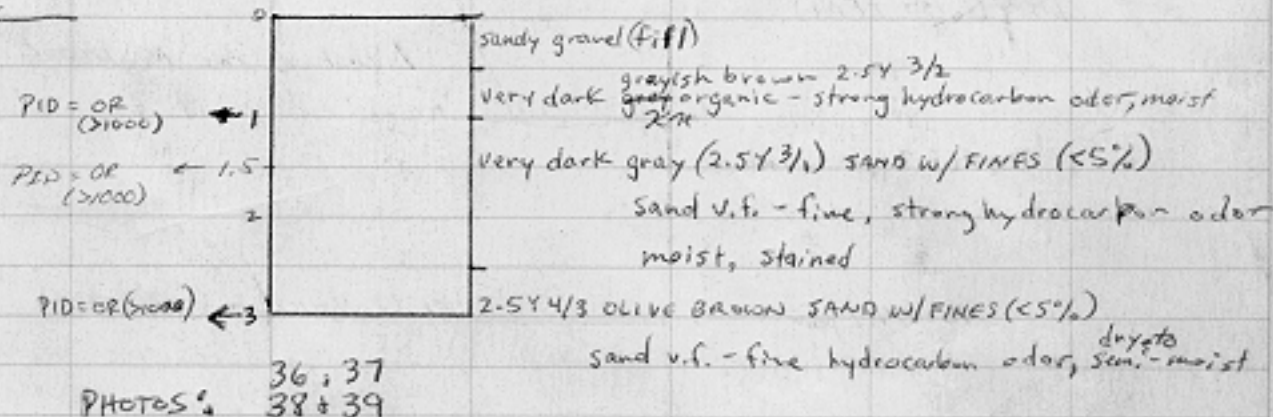 0
sandy gravel (fill)
grayish brown 2.5Y 3/2
very dark gray organic - strong hydrocarbon odor, moist
PID = OR
(>1000)
1
very dark gray (2.5Y 3/1) SAND W/ FINES (<5%)
PID = OR
(>1000)
1.5
2
sand v.f. - fine, strong hydrocarbon odor
moist, stained
PID = OR (>1000)
3
2.5Y 4/3 OLIVE BROWN SAND W/ FINES (<5%)
dry to
sand v.f. - fine hydrocarbon odor, semi-moist
36, 37
PHOTOS: 38 & 39